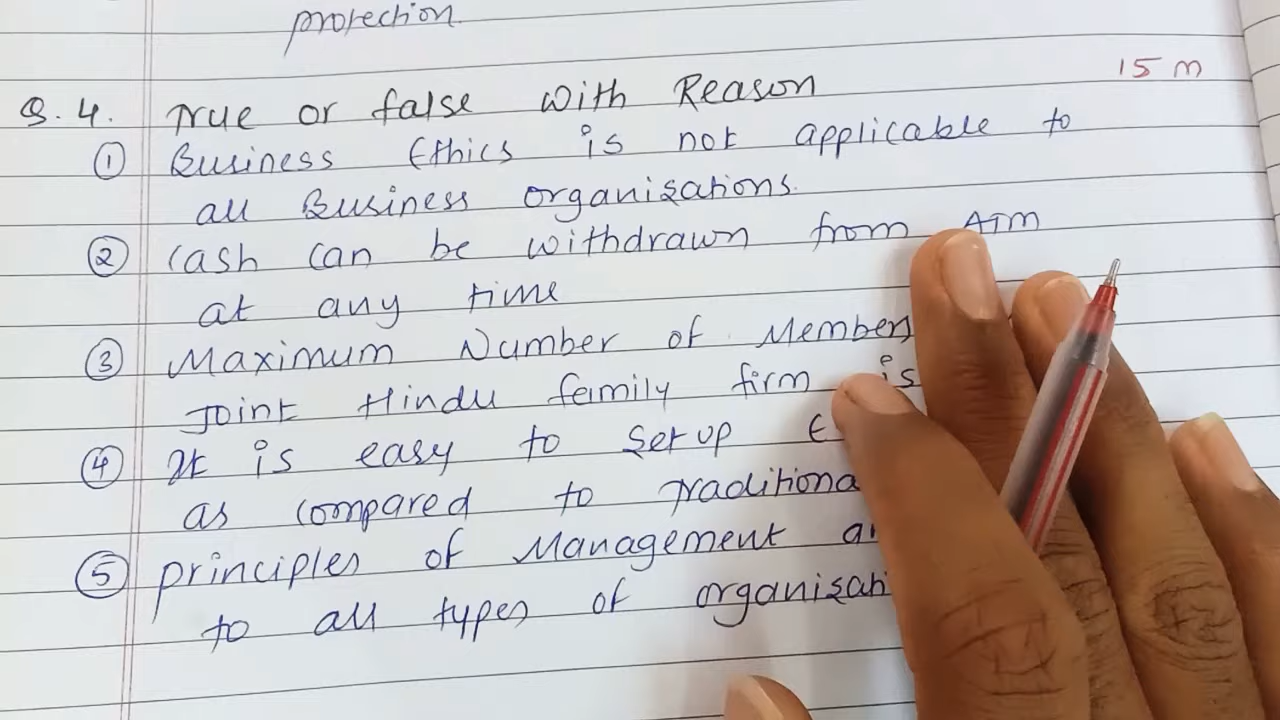 protection.
Q.4. True or false with Reason 15 m
① Business Ethics is not applicable to
all Business organisations.
② Cash can be withdrawn from ATM
at any time
③ Maximum Number of Members
Joint Hindu family firm is
④ It is easy to set up
as compared to
⑤ principles of Management
to all types of